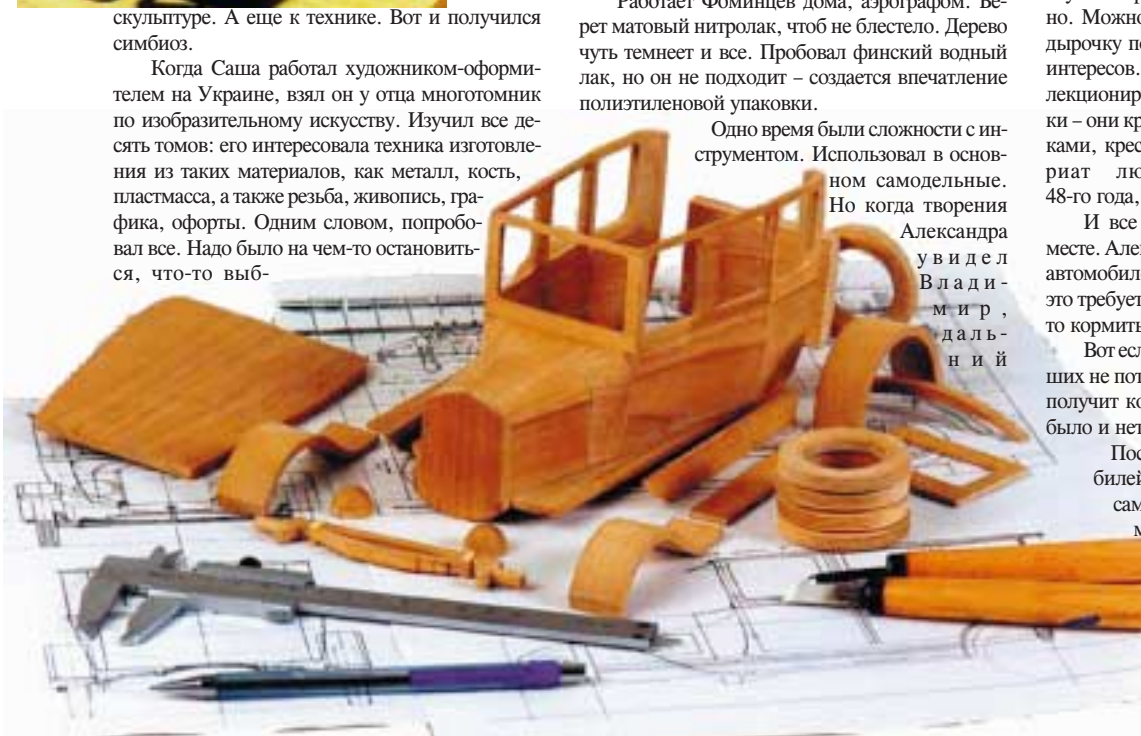 скульптуре. А еще к технике. Вот и получился
симбиоз.
Когда Саша работал художником-оформи-
телем на Украине, взял он у отца многотомник
по изобразительному искусству. Изучил все де-
сять томов: его интересовала техника изготовле-
ния из таких материалов, как металл, кость,
пластмасса, а также резьба, живопись, гра-
фика, офорты. Одним словом, попробо-
вал все. Надо было на чем-то остановить-
ся, что-то выб-
Работает Фоминцев дома, аэрографом. Бе-
рет матовый нитролак, чтоб не блестело. Дерево
чуть темнеет и все. Пробовал финский водный
лак, но он не подходит – создается впечатление
полиэтиленовой упаковки.
Одно время были сложности с ин-
струментом. Использовал в основ-
ном самодельные.
Но когда творения
Александра
увидел
Влади-
мир,
даль-
ний
но. Можно
дырочку по
интересов.
лекционир
ки – они кр
ками, крес
риат лю
48-го года,
И все
месте. Але
автомобил
это требует
то кормить
Вот есл
ших не пот
получит ко
было и нет
Пос
билей
сам
м